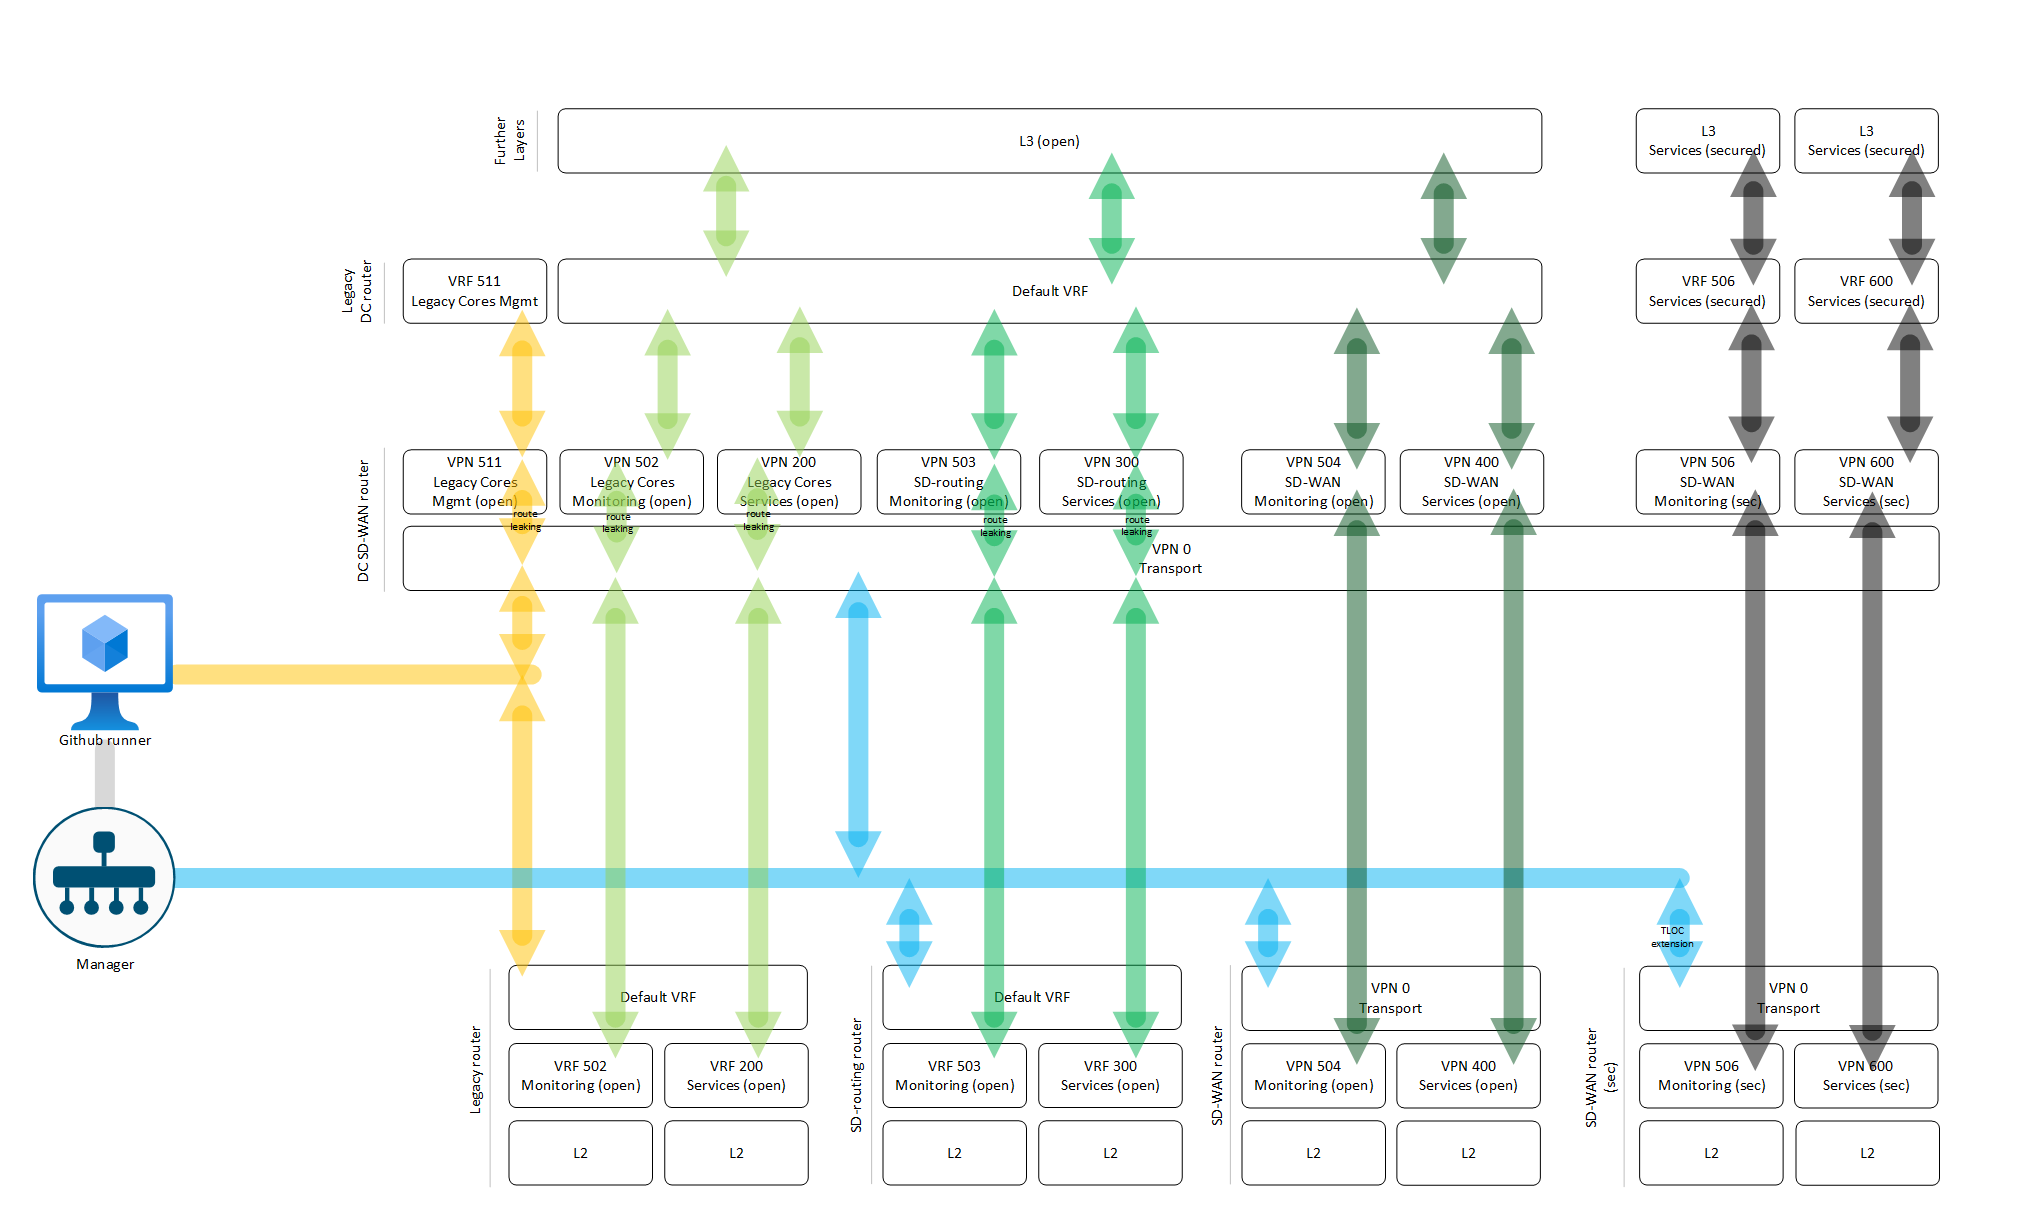 Further
Layers
L3 (open)
L3
Services (secured)
L3
Services (secured)
Legacy
DC router
VRF 511
Legacy Cores Mgmt
Default VRF
VRF 506
Services (secured)
VRF 600
Services (secured)
DC SD-WAN router
VPN 511
Legacy Cores
Mgmt (open)
VPN 502
Legacy Cores
Monitoring (open)
VPN 200
Legacy Cores
Services (open)
VPN 503
SD-routing
Monitoring (open)
VPN 300
SD-routing
Services (open)
VPN 504
SD-WAN
Monitoring (open)
VPN 400
SD-WAN
Services (open)
VPN 506
SD-WAN
Monitoring (sec)
VPN 600
SD-WAN
Services (sec)
route
leaking
route
leaking
route
leaking
route
leaking
route
leaking
VPN 0
Transport
Github runner
Manager
TLOC
extension
Legacy router
Default VRF
VRF 502
Monitoring (open)
VRF 200
Services (open)
L2
L2
SD-routing router
Default VRF
VRF 503
Monitoring (open)
VRF 300
Services (open)
L2
L2
SD-WAN router
VPN 0
Transport
VPN 504
Monitoring (open)
VPN 400
Services (open)
L2
L2
SD-WAN router
(sec)
VPN 0
Transport
VPN 506
Monitoring (sec)
VPN 600
Services (sec)
L2
L2